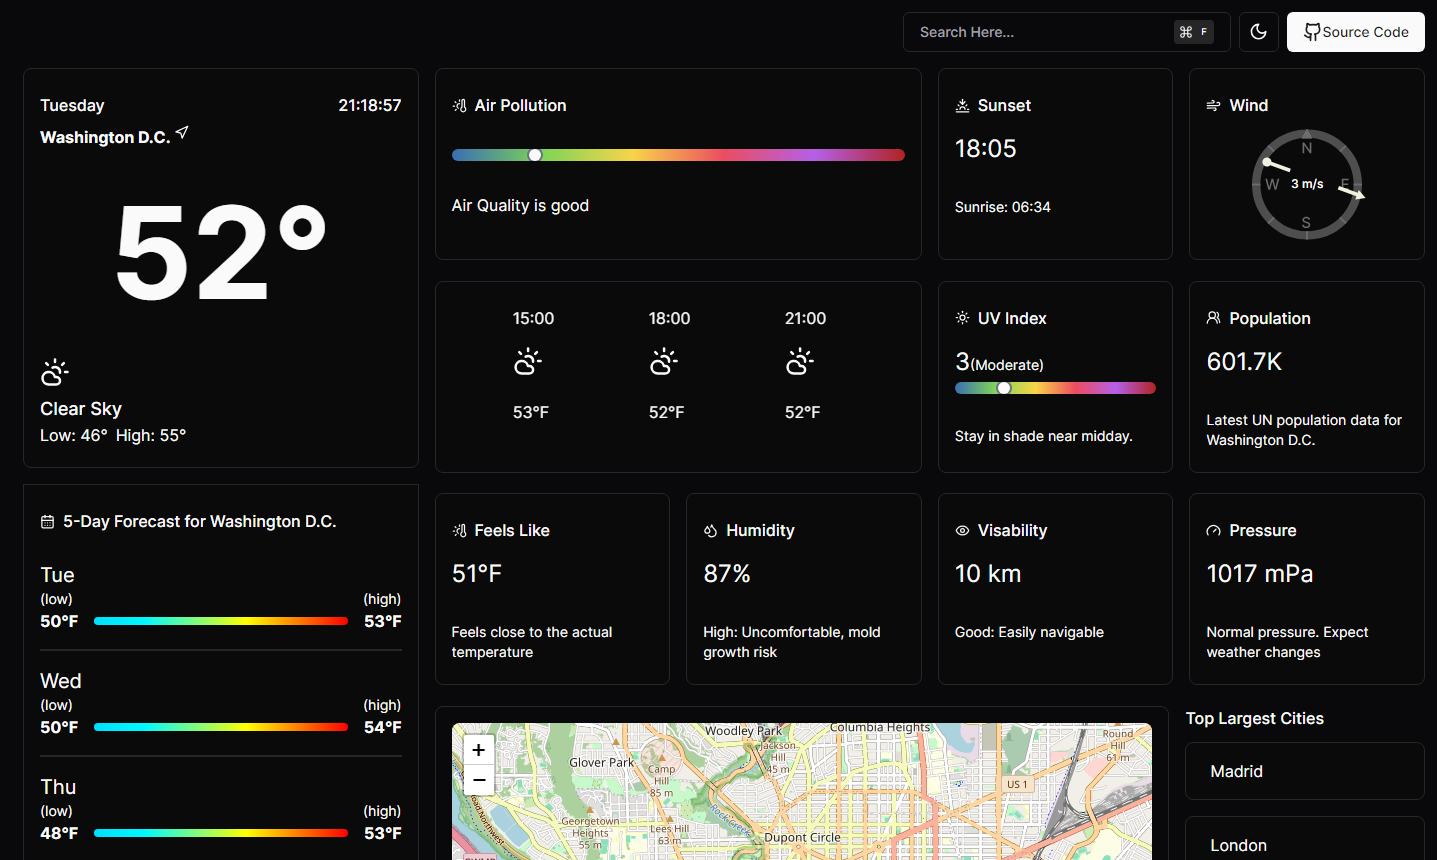 Search Here...
⌘ F
Source Code
Tuesday
21:18:57
Washington D.C.
52°
Clear Sky
Low: 46° High: 55°
Air Pollution
Air Quality is good
Sunset
18:05
Sunrise: 06:34
Wind
N
W 3 m/s E
S
15:00 18:00 21:00
53°F 52°F 52°F
UV Index
3(Moderate)
Stay in shade near midday.
Population
601.7K
Latest UN population data for
Washington D.C.
5-Day Forecast for Washington D.C.
Tue
(low) (high)
50°F 53°F
Wed
(low) (high)
50°F 54°F
Thu
(low) (high)
48°F 53°F
Feels Like
51°F
Feels close to the actual
temperature
Humidity
87%
High: Uncomfortable, mold
growth risk
Visability
10 km
Good: Easily navigable
Pressure
1017 mPa
Normal pressure. Expect
weather changes
+
−
Woodley Park
Columbia Heights
Jackson
Hill
45 m
Round
Hill
61 m
Glover Park
Camp
Hill
85 m
US 1
Rock Creek
Georgetown
Heights
55 m
Lees Hill
63 m
Dupont Circle
Top Largest Cities
Madrid
London